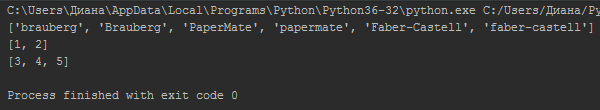 C:\Users\Диана\AppData\Local\Programs\Python\Python36-32\python.exe C:/Users/Диана/Py
['brauberg', 'Brauberg', 'PaperMate', 'papermate', 'Faber-Castell', 'faber-castell']
[1, 2]
[3, 4, 5]
Process finished with exit code 0